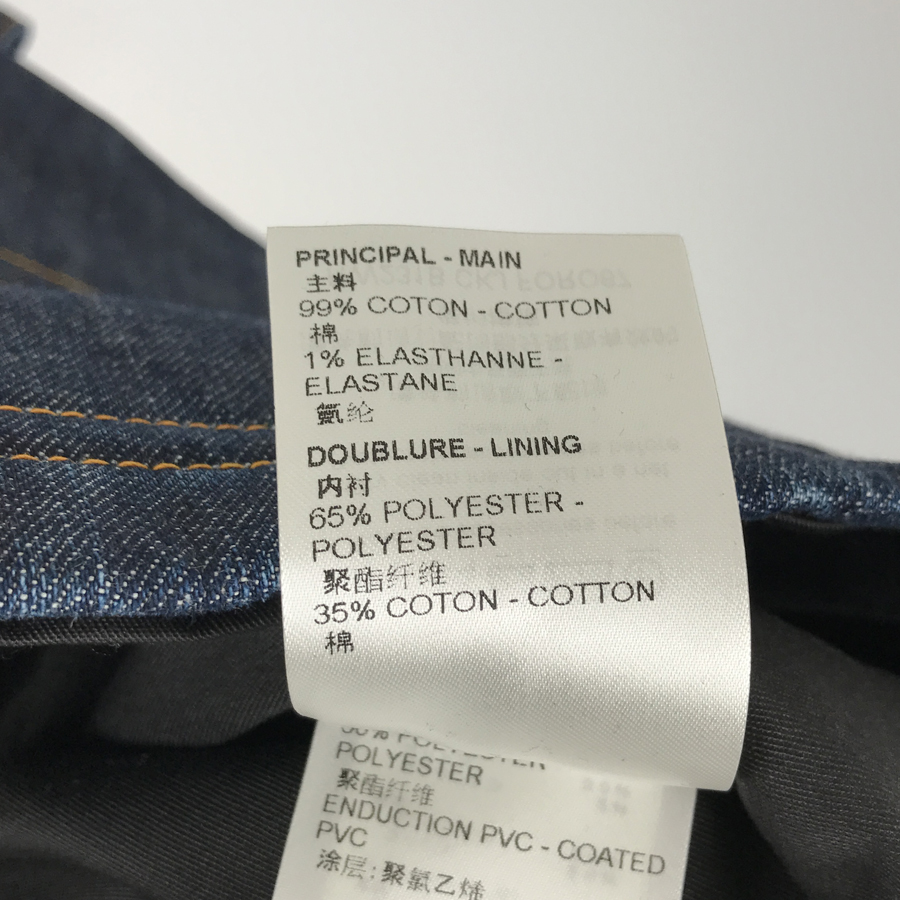 PRINCIPAL - MAIN
主料
99% COTON - COTTON
棉
1% ELASTHANNE -
ELASTANE
氨纶
DOUBLURE - LINING
内衬
65% POLYESTER -
POLYESTER
聚酯纤维
35% COTON - COTTON
棉
POLYESTER
聚酯纤维
ENDUCTION PVC - COATED
PVC
涂层:聚氯乙烯